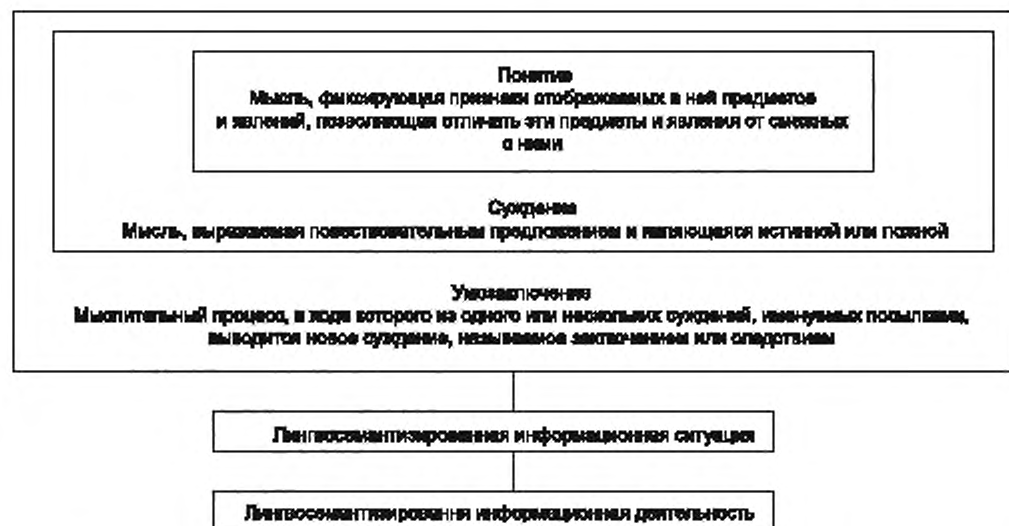 Понятие
Мысль, фиксирующая признаки отображаемых в ней предметов
и явлений, позволяющая отличать эти предметы и явления от смежных
с ними
Суждение
Мысль, выражаемая повествовательным предложением и являющаяся истинной или ложной
Умозаключение
Мыслительный процесс, в ходе которого из одного или нескольких суждений, именуемых посылками,
выводится новое суждение, называемое заключением или следствием
Лингвосемантизированная информационная ситуация
Лингвосемантизировання информационная деятельность